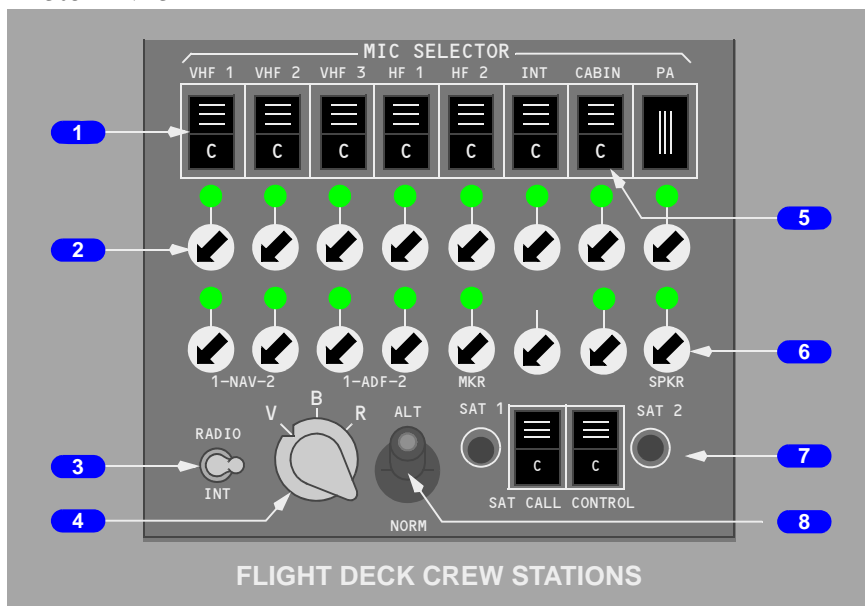 MIC SELECTOR
VHF 1 VHF 2 VHF 3 HF 1 HF 2 INT CABIN PA
1
C C C C C C C
5
2
6
1-NAV-2 1-ADF-2 MKR SPKR
V B R ALT SAT 1 SAT 2
RADIO
3
INT
C C
7
SAT CALL CONTROL
4
NORM
8
FLIGHT DECK CREW STATIONS